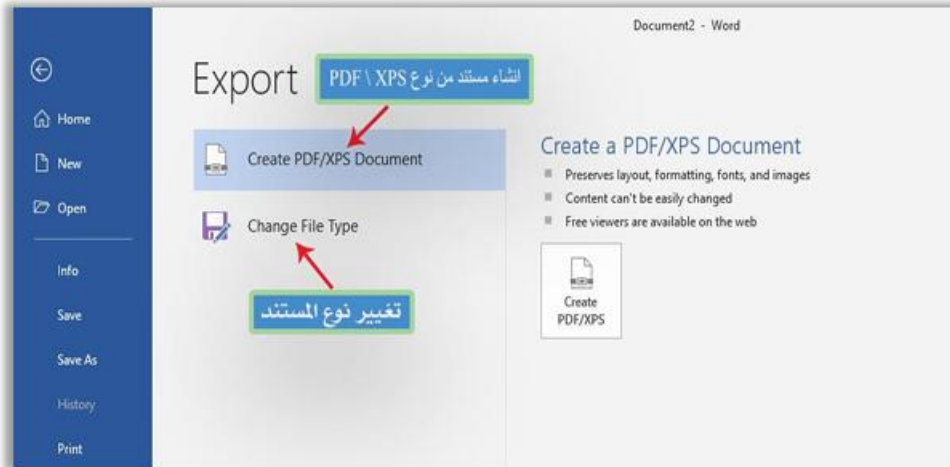 Document2 - Word
Home
New
Open
Info
Save
Save As
History
Print
Export
انشاء مستند من نوع PDF \ XPS
Create PDF/XPS Document
Change File Type
تغيير نوع المستند
Create a PDF/XPS Document
Preserves layout, formatting, fonts, and images
Content can't be easily changed
Free viewers are available on the web
Create
PDF/XPS